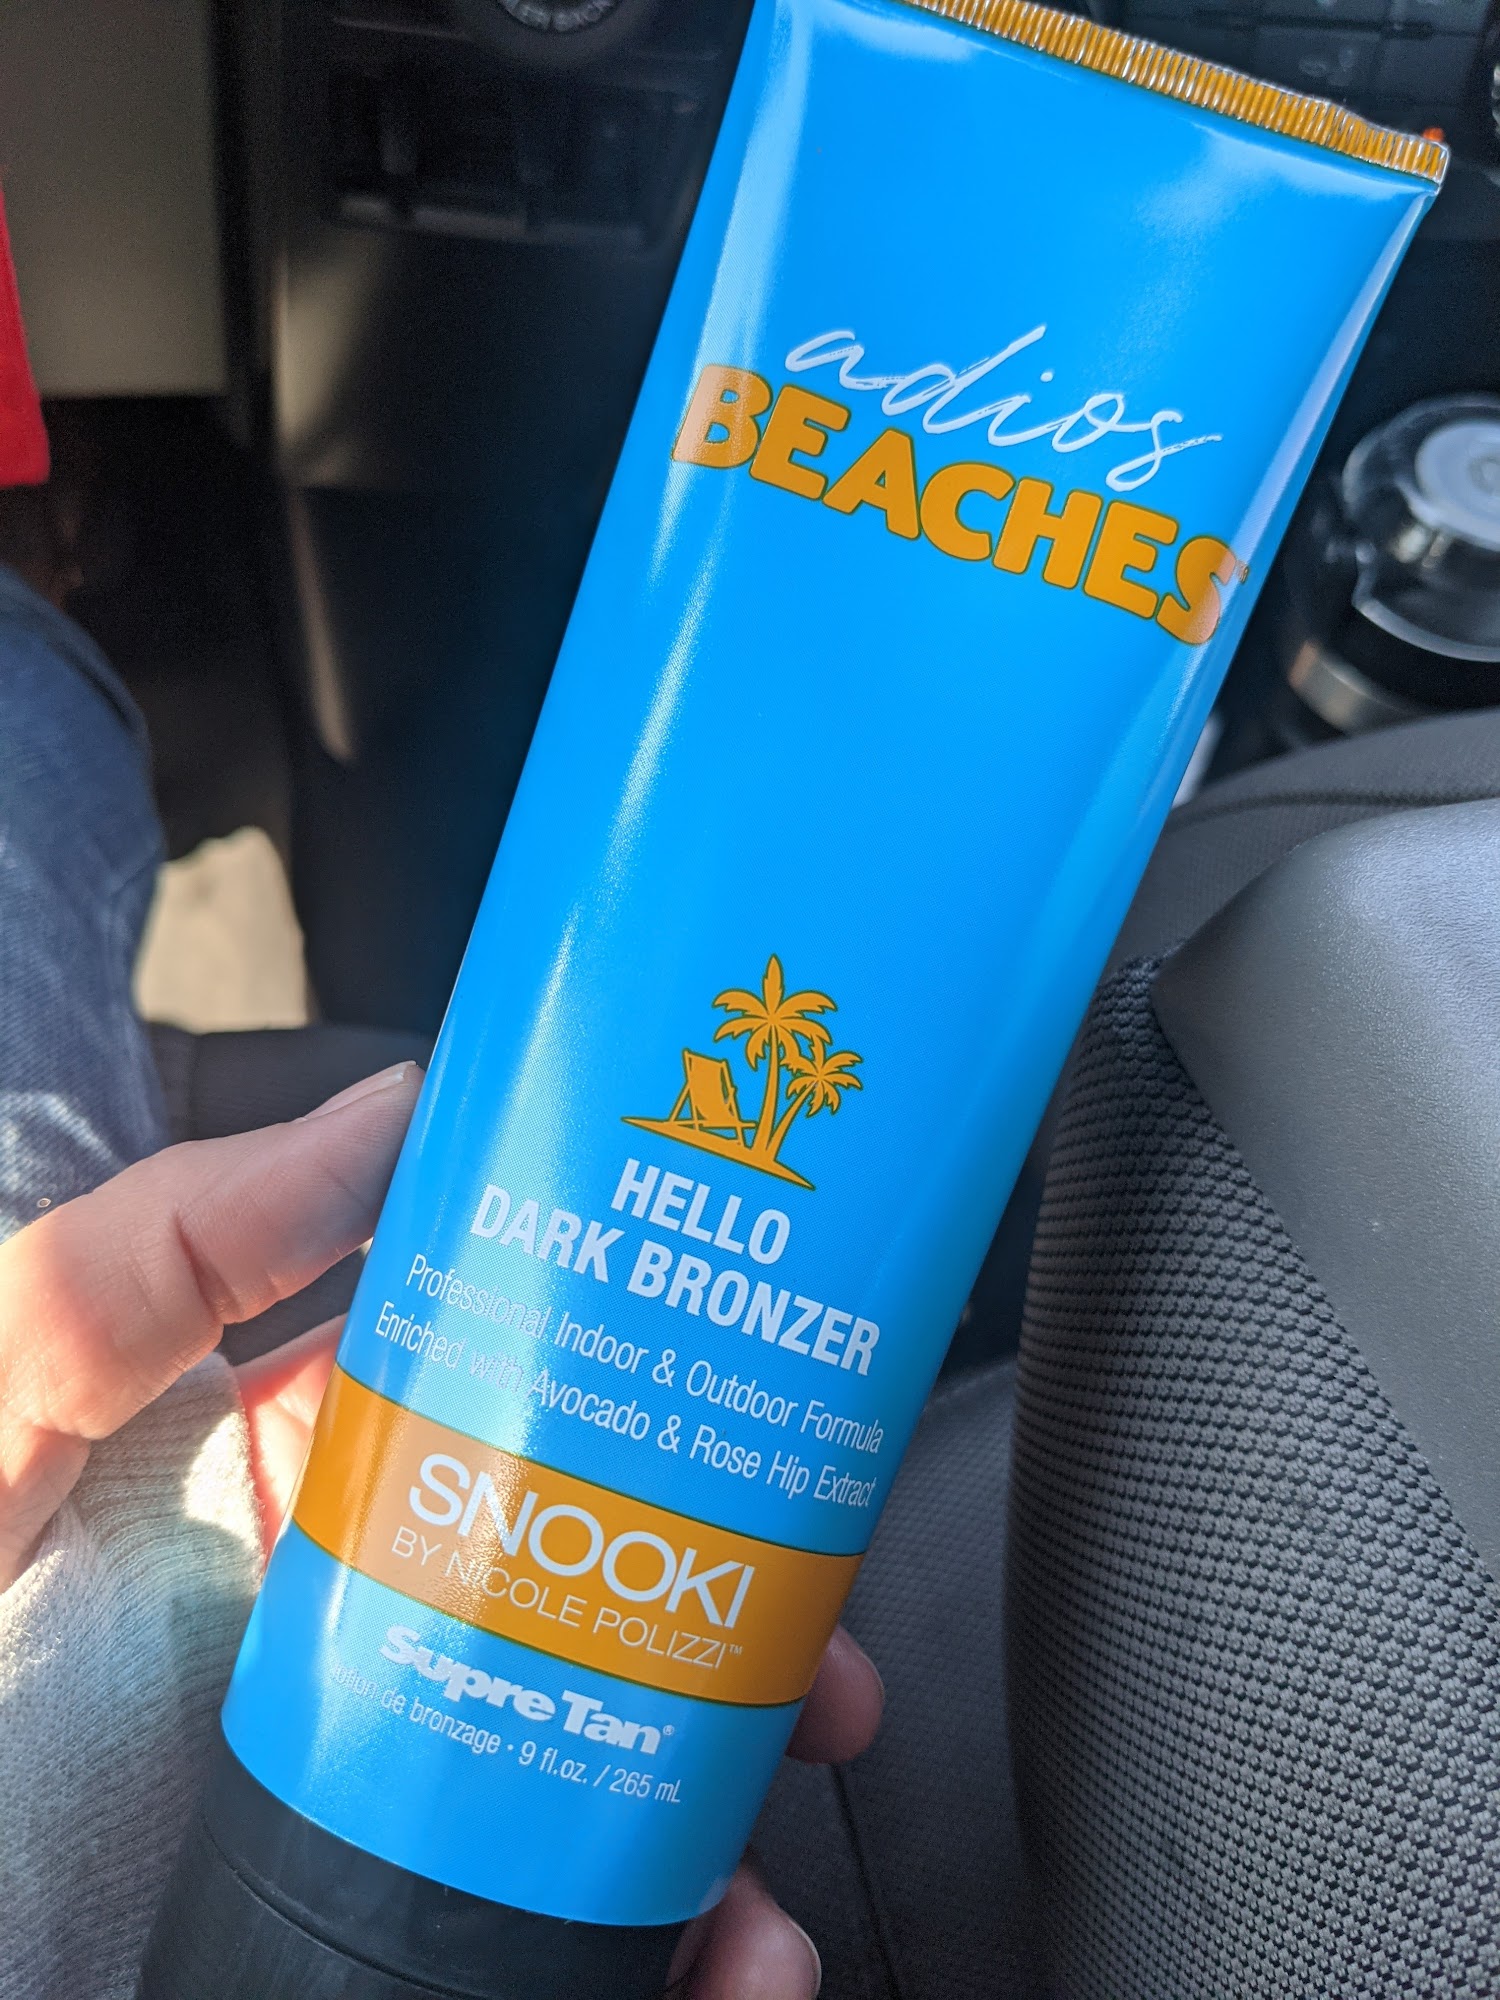 adios
BEACHES
HELLO
DARK BRONZER
Professional Indoor & Outdoor Formula
Enriched with Avocado & Rose Hip Extract
SNOOKI
BY NICOLE POLIZZI™
Supre Tan®
lotion de bronzage • 9 fl.oz. / 265 mL